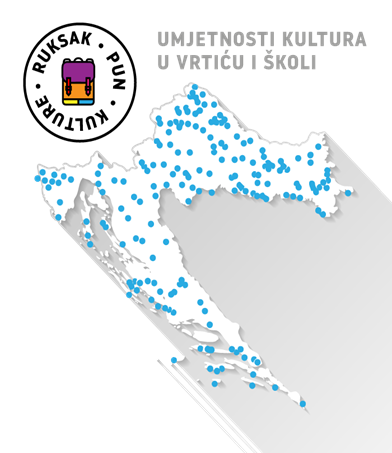 RUKSAK • PUN • KULTURE •
UMJETNOSTI KULTURA
U VRTIĆU I ŠKOLI